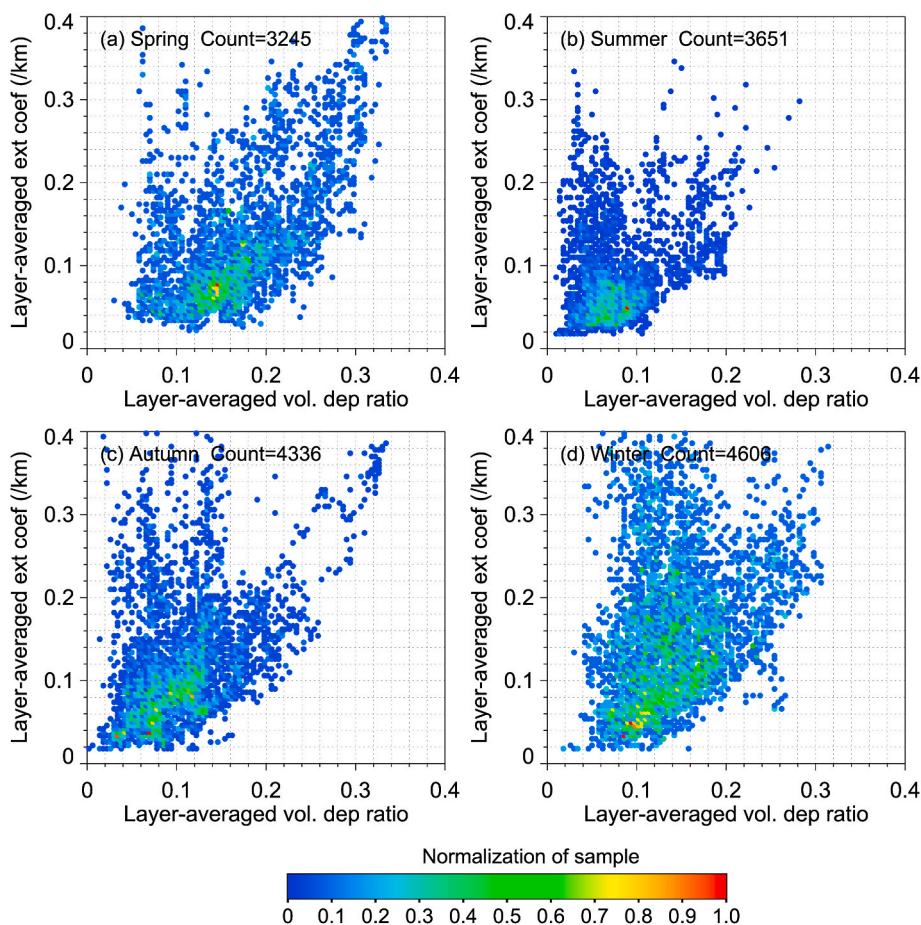 (a) Spring Count=3245
Layer-averaged ext coef (/km)
0.4
0.3
0.2
0.1
0
0 0.1 0.2 0.3 0.4
Layer-averaged vol. dep ratio
(b) Summer Count=3651
Layer-averaged ext coef (/km)
0.4
0.3
0.2
0.1
0
0 0.1 0.2 0.3 0.4
Layer-averaged vol. dep ratio
(c) Autumn Count=4336
Layer-averaged ext coef (/km)
0.4
0.3
0.2
0.1
0
0 0.1 0.2 0.3 0.4
Layer-averaged vol. dep ratio
(d) Winter Count=4606
Layer-averaged ext coef (/km)
0.4
0.3
0.2
0.1
0
0 0.1 0.2 0.3 0.4
Layer-averaged vol. dep ratio
Normalization of sample
0 0.1 0.2 0.3 0.4 0.5 0.6 0.7 0.8 0.9 1.0